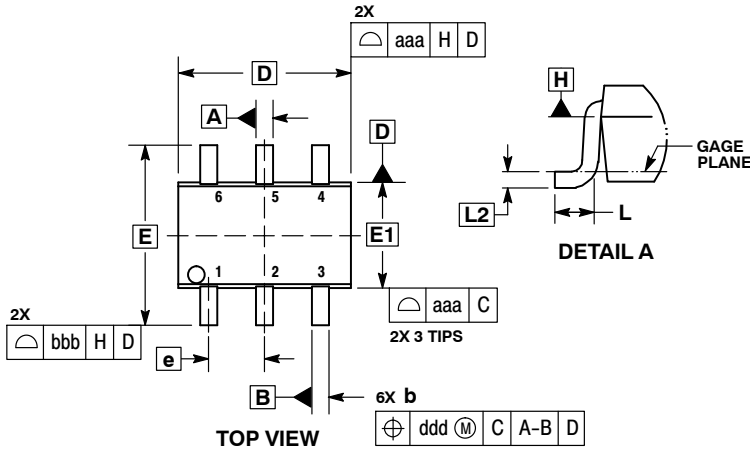 2X
⌓ aaa H D
D
A
D
H
GAGE
PLANE
6 5 4
E
E1
L2
L
DETAIL A
1 2 3
2X
⌓ bbb H D
⌓ aaa C
2X 3 TIPS
e
B
6X b
⌖ ddd Ⓜ C A-B D
TOP VIEW